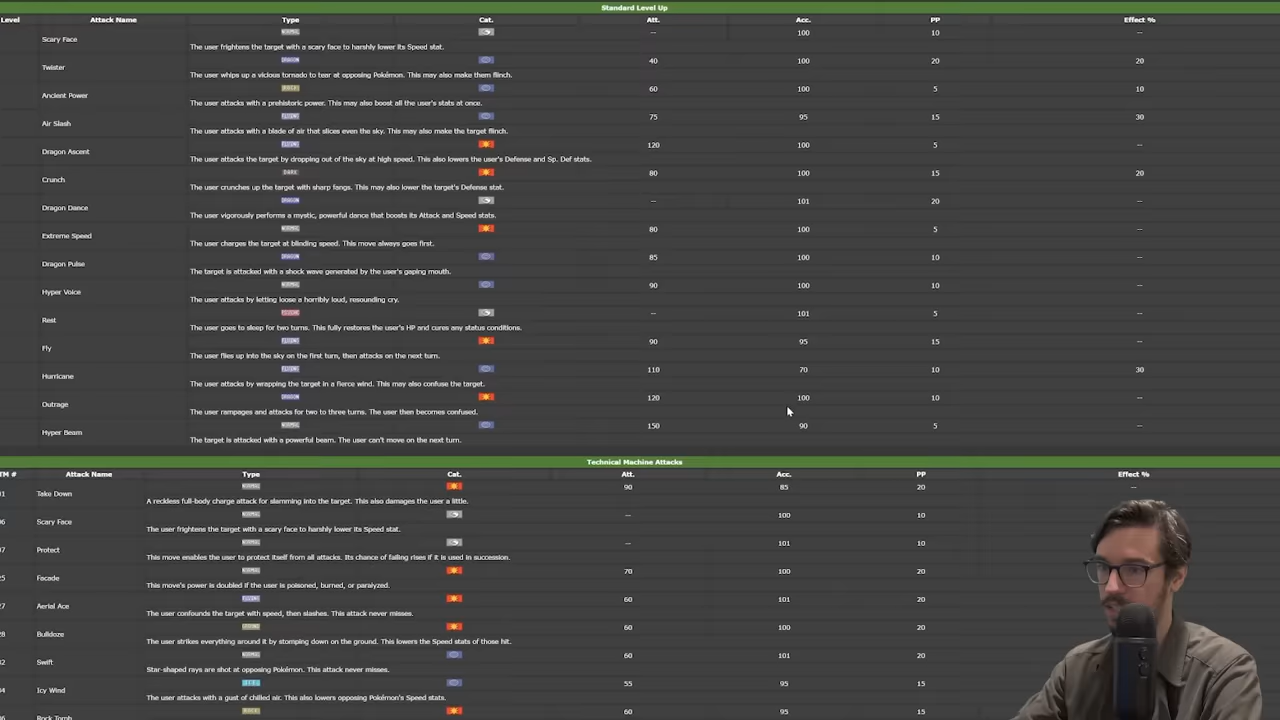 Standard Level Up
Level Attack Name Type Cat. Att. Acc. PP Effect %
Scary Face NORMAL -- 100 10 --
The user frightens the target with a scary face to harshly lower its Speed stat.
Twister DRAGON 40 100 20 20
The user whips up a vicious tornado to tear at opposing Pokémon. This may also make them flinch.
Ancient Power ROCK 60 100 5 10
The user attacks with a prehistoric power. This may also boost all the user's stats at once.
Air Slash FLYING 75 95 15 30
The user attacks with a blade of air that slices even the sky. This may also make the target flinch.
Dragon Ascent FLYING 120 100 5 --
The user attacks the target by dropping out of the sky at high speed. This also lowers the user's Defense and Sp. Def stats.
Crunch DARK 80 100 15 20
The user crunches up the target with sharp fangs. This may also lower the target's Defense stat.
Dragon Dance DRAGON -- 101 20 --
The user vigorously performs a mystic, powerful dance that boosts its Attack and Speed stats.
Extreme Speed NORMAL 80 100 5 --
The user charges the target at blinding speed. This move always goes first.
Dragon Pulse DRAGON 85 100 10 --
The target is attacked with a shock wave generated by the user's gaping mouth.
Hyper Voice NORMAL 90 100 10 --
The user attacks by letting loose a horribly loud, resounding cry.
Rest PSYCHC -- 101 5 --
The user goes to sleep for two turns. This fully restores the user's HP and cures any status conditions.
Fly FLYING 90 95 15 --
The user flies up into the sky on the first turn, then attacks on the next turn.
Hurricane FLYING 110 70 10 30
The user attacks by wrapping the target in a fierce wind. This may also confuse the target.
Outrage DRAGON 120 100 10 --
The user rampages and attacks for two to three turns. The user then becomes confused.
Hyper Beam NORMAL 150 90 5 --
The target is attacked with a powerful beam. The user can't move on the next turn.
Technical Machine Attacks
TM # Attack Name Type Cat. Att. Acc. PP Effect %
Take Down NORMAL 90 85 20 --
A reckless full-body charge attack for slamming into the target. This also damages the user a little.
Scary Face NORMAL -- 100 10
The user frightens the target with a scary face to harshly lower its Speed stat.
Protect NORMAL -- 101 10
This move enables the user to protect itself from all attacks. Its chance of failing rises if it is used in succession.
Facade NORMAL 70 100 20
This move's power is doubled if the user is poisoned, burned, or paralyzed.
Aerial Ace FLYING 60 101 20
The user confounds the target with speed, then slashes. This attack never misses.
Bulldoze GROUND 60 100 20
The user strikes everything around it by stomping down on the ground. This lowers the Speed stats of those hit.
Swift NORMAL 60 101 20
Star-shaped rays are shot at opposing Pokémon. This attack never misses.
Icy Wind ICE 55 95 15
The user attacks with a gust of chilled air. This also lowers opposing Pokémon's Speed stats.
Rock Tomb ROCK 60 95 15